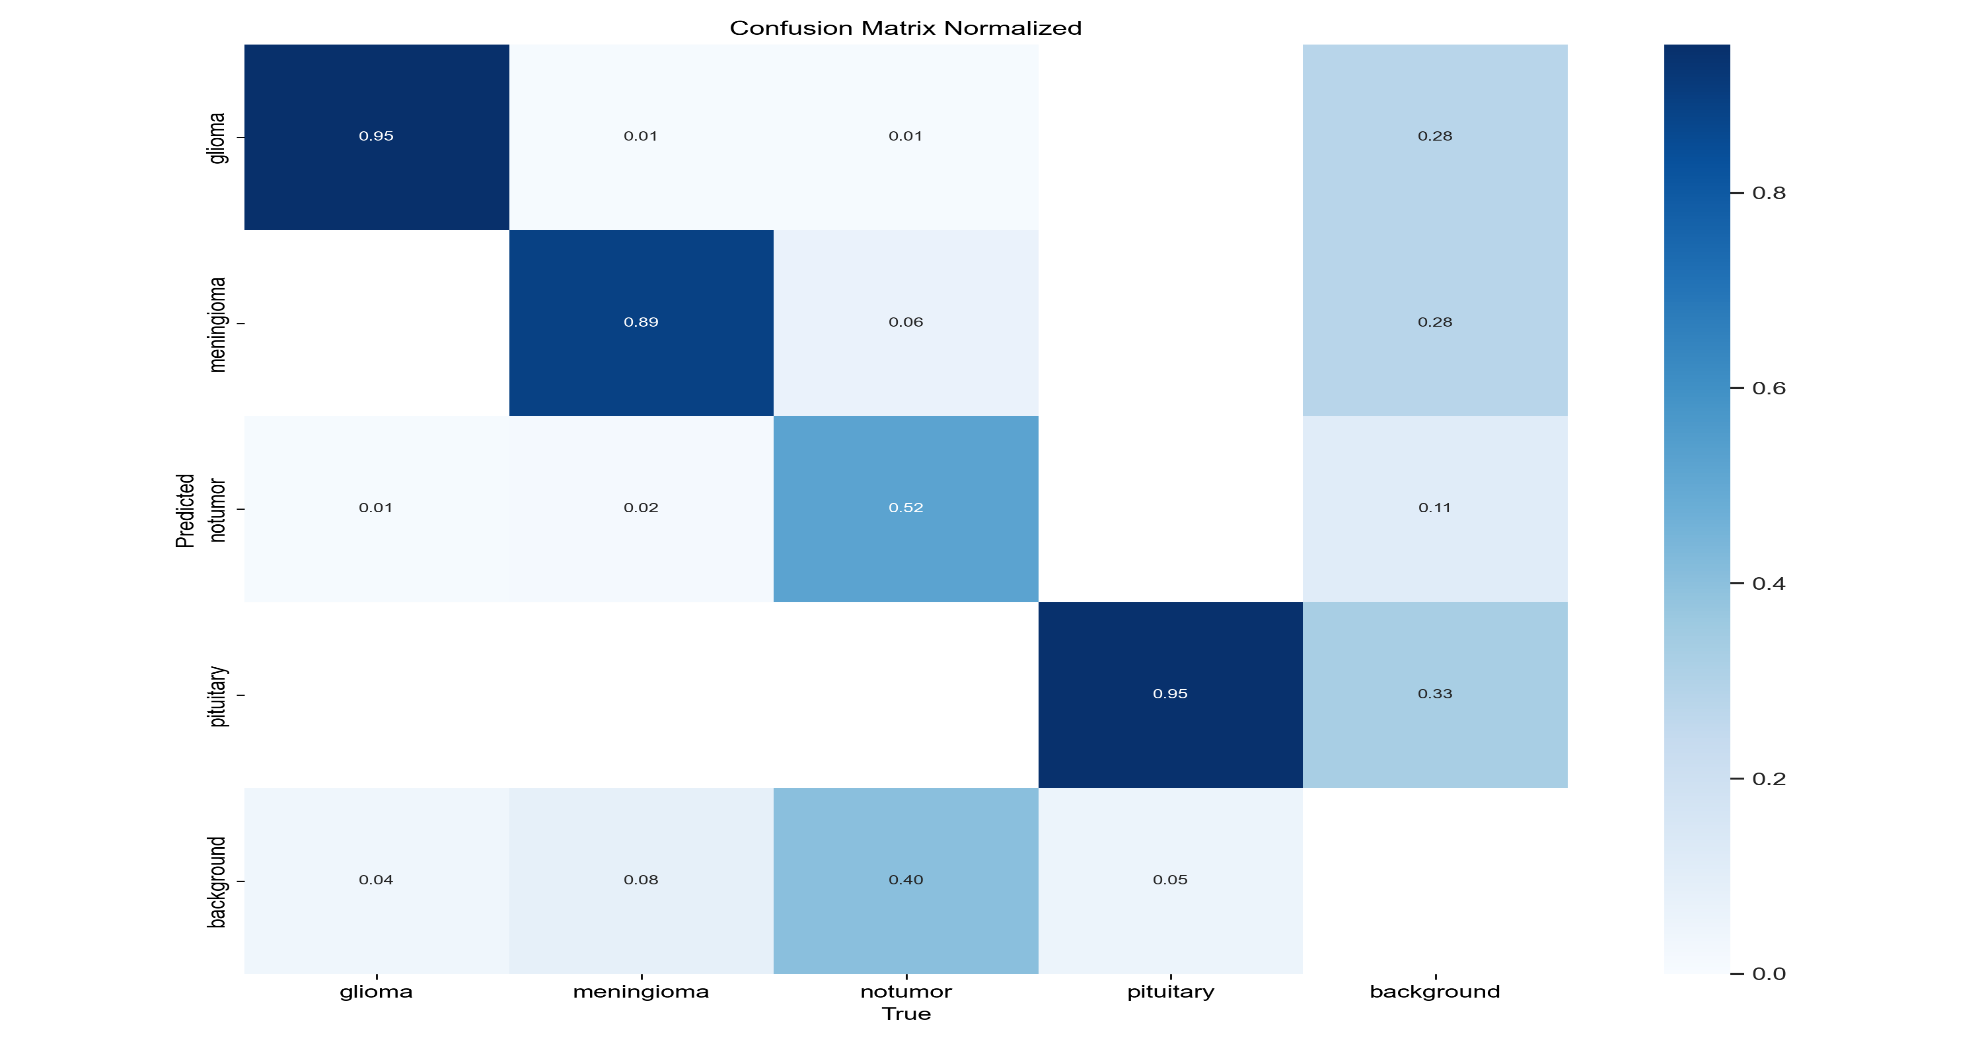 Confusion Matrix Normalized
glioma
0.95
0.01
0.01
0.28
meningioma
0.89
0.06
0.28
Predicted
notumor
0.01
0.02
0.52
0.11
pituitary
0.95
0.33
background
0.04
0.08
0.40
0.05
glioma
meningioma
notumor
pituitary
background
True
0.8
0.6
0.4
0.2
0.0